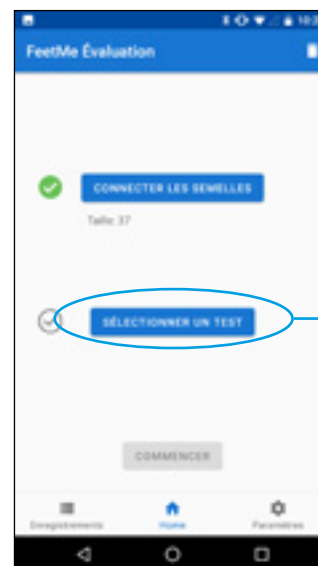 FeetMe Évaluation
CONNECTER LES SEMELLES
Taille: 37
SÉLECTIONNER UN TEST
COMMENCER
Enregistrements Home Paramètres